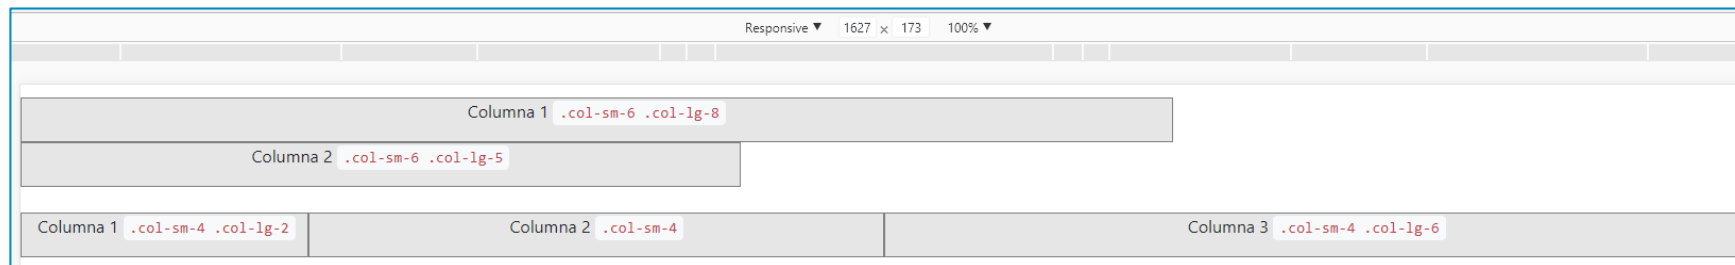 Responsive ▼ 1627 × 173 100% ▼
Columna 1 .col-sm-6 .col-lg-8
Columna 2 .col-sm-6 .col-lg-5
Columna 1 .col-sm-4 .col-lg-2 Columna 2 .col-sm-4 Columna 3 .col-sm-4 .col-lg-6